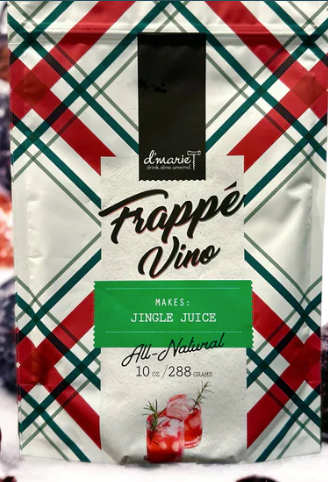 d'marie
drink.dine.unwind.
Frappé
Vino
MAKES:
JINGLE JUICE
All-Natural
10 OZ /288 GRAMS